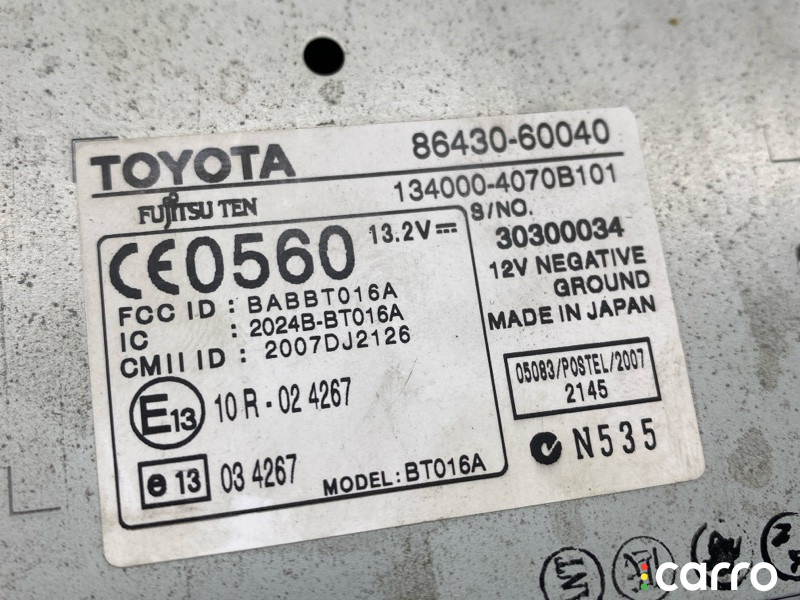 TOYOTA 86430-60040
FUJITSU TEN 134000-4070B101
S/NO.
30300034
CE0560 13.2V⎓
12V NEGATIVE
GROUND
MADE IN JAPAN
FCC ID : BABBT016A
IC : 2024B-BT016A
CMII ID : 2007DJ2126
05083/POSTEL/2007
2145
E13 10 R - 02 4267
N535
e 13 03 4267
MODEL: BT016A
LNT
carro